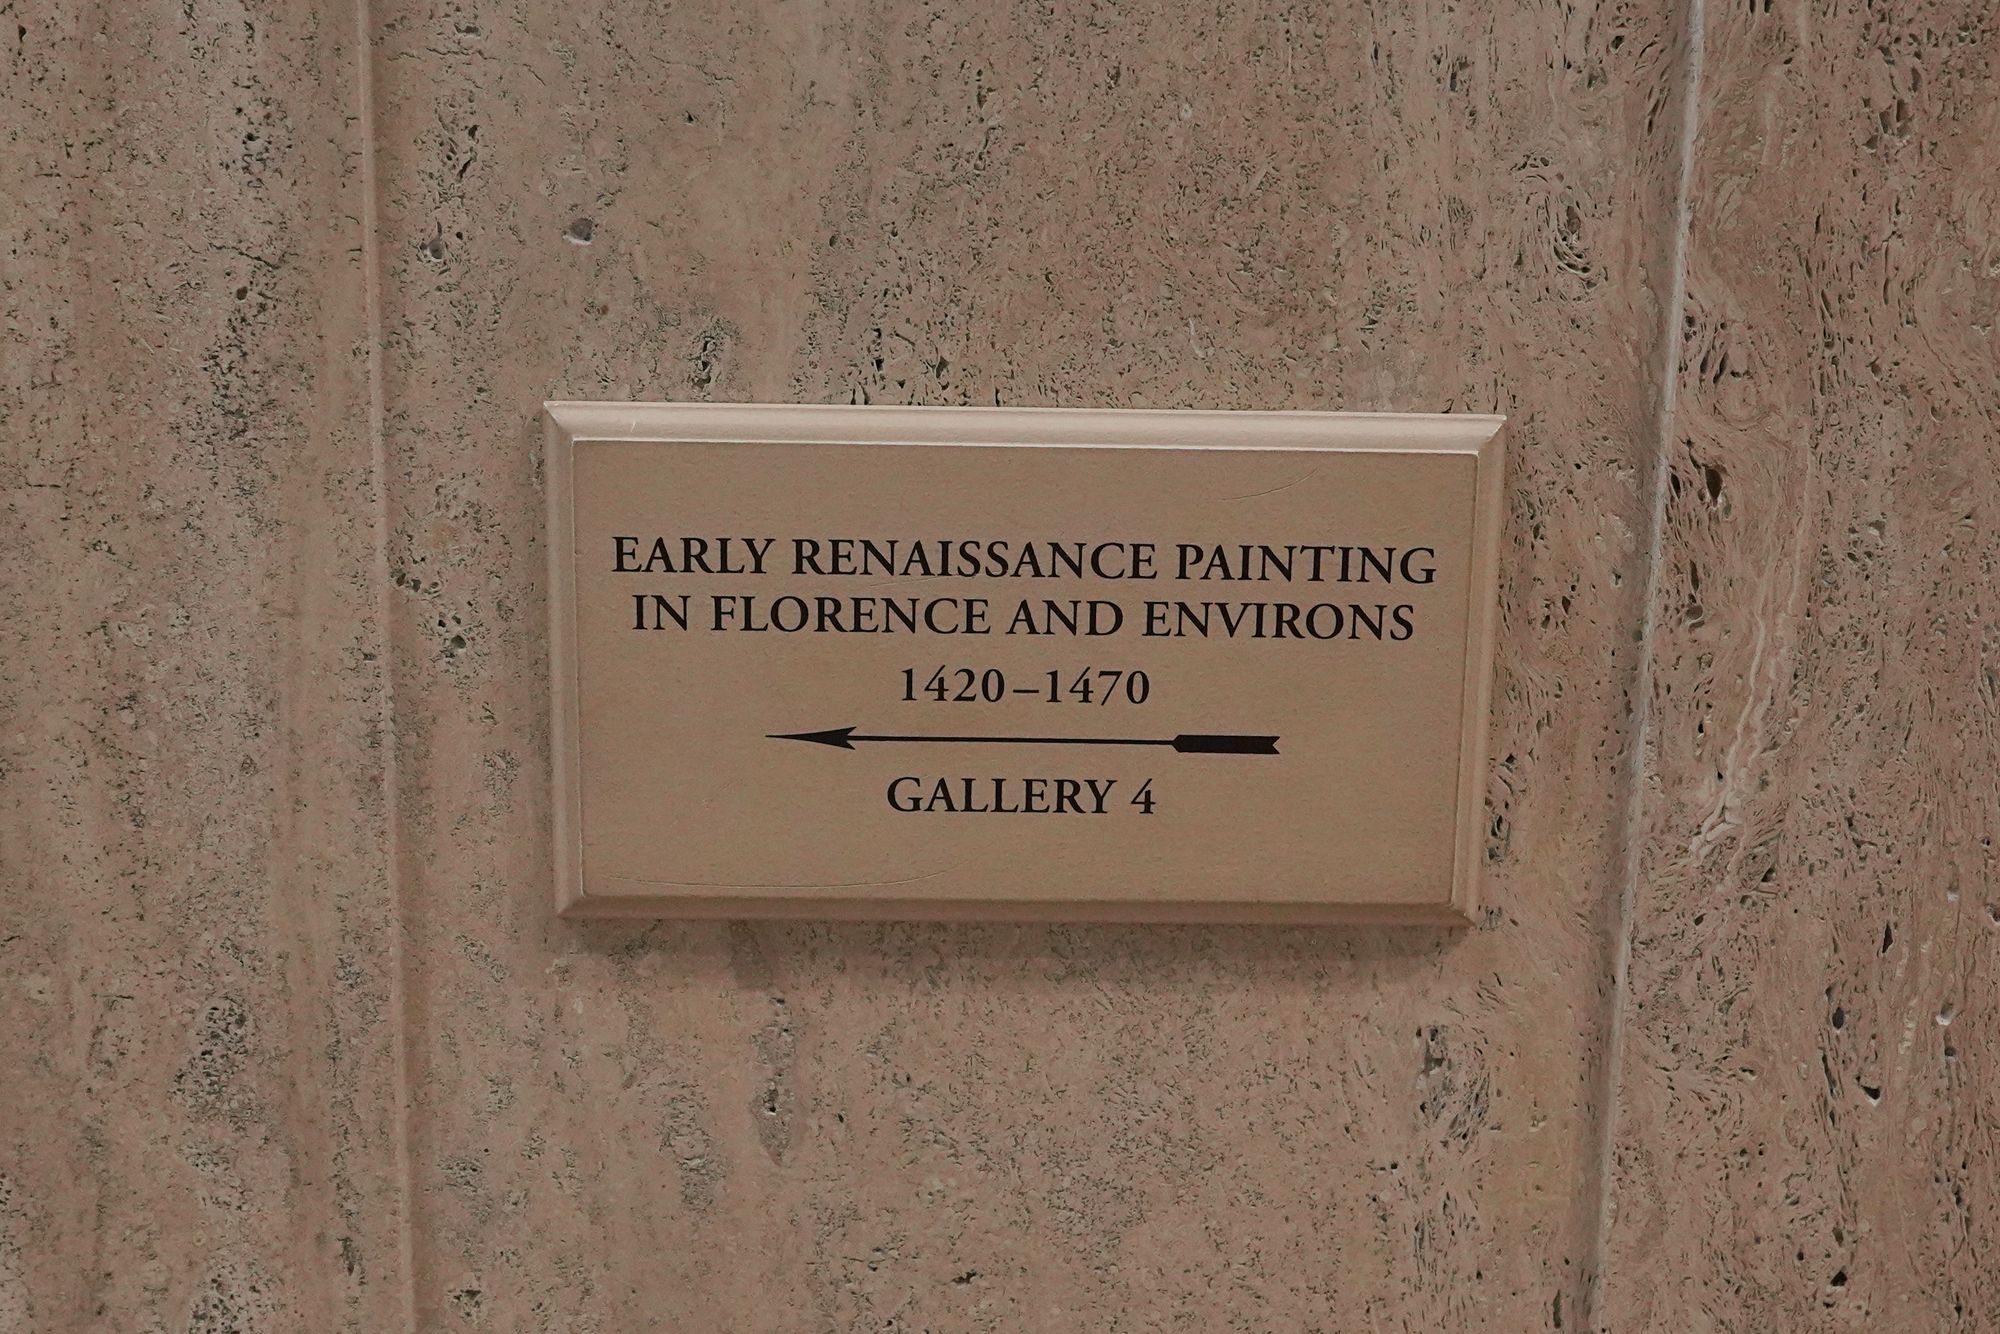 EARLY RENAISSANCE PAINTING
IN FLORENCE AND ENVIRONS
1420–1470
GALLERY 4